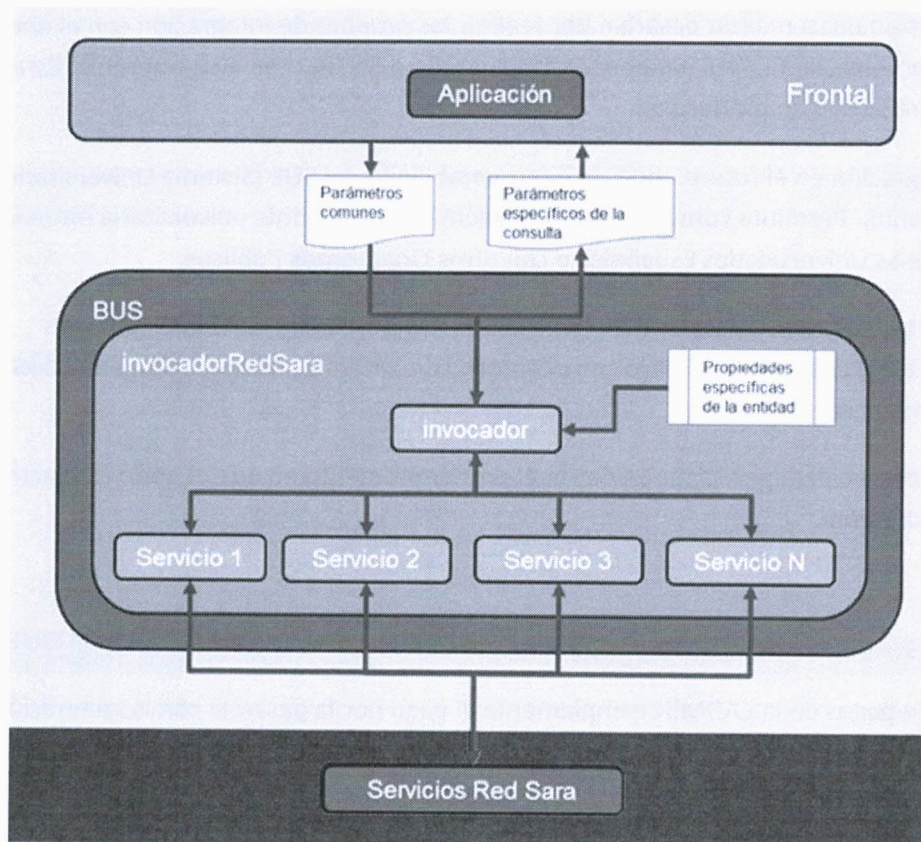 Aplicación
Frontal
Parámetros
comunes
Parámetros
específicos de la
consulta
BUS
invocadorRedSara
Propiedades
específicas
de la entidad
invocador
Servicio 1
Servicio 2
Servicio 3
Servicio N
Servicios Red Sara